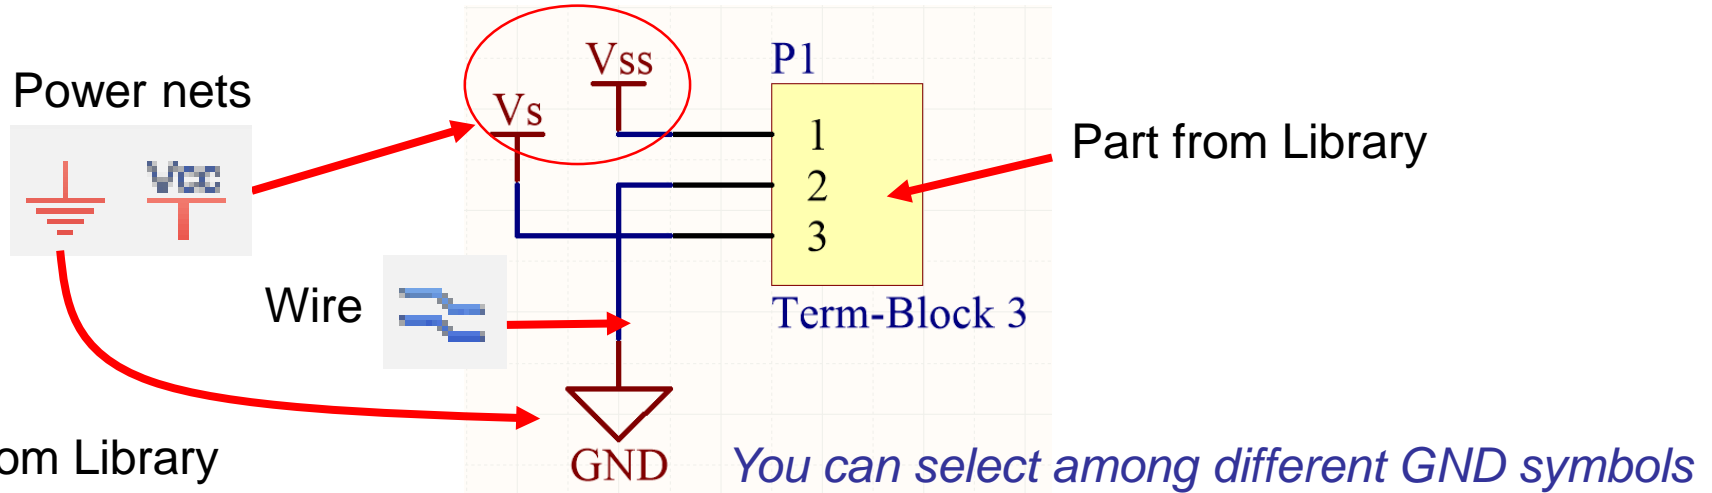 Vss
P1
Power nets
Vs
Vcc
1
Part from Library
2
3
Wire
Term-Block 3
om Library
GND
You can select among different GND symbols